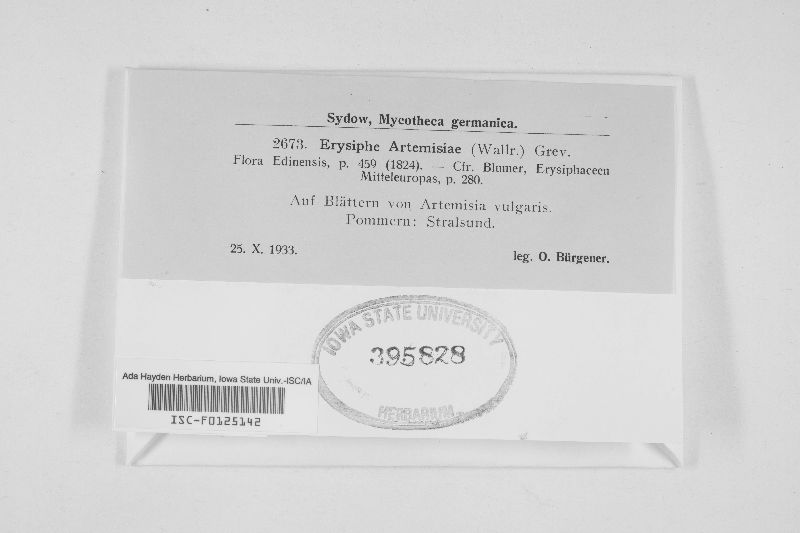 Sydow, Mycotheca germanica.
2673. Erysiphe Artemisiae (Wallr.) Grev.
Flora Edinensis, p. 459 (1824). — Cfr. Blumer, Erysiphaceen
Mitteleuropas, p. 280.
Auf Blättern von Artemisia vulgaris.
Pommern: Stralsund.
25. X. 1933.
leg. O. Bürgener.
IOWA STATE UNIVERSITY
395828
HERBARIUM
Ada Hayden Herbarium, Iowa State Univ.-ISC/IA
ISC-F0125142